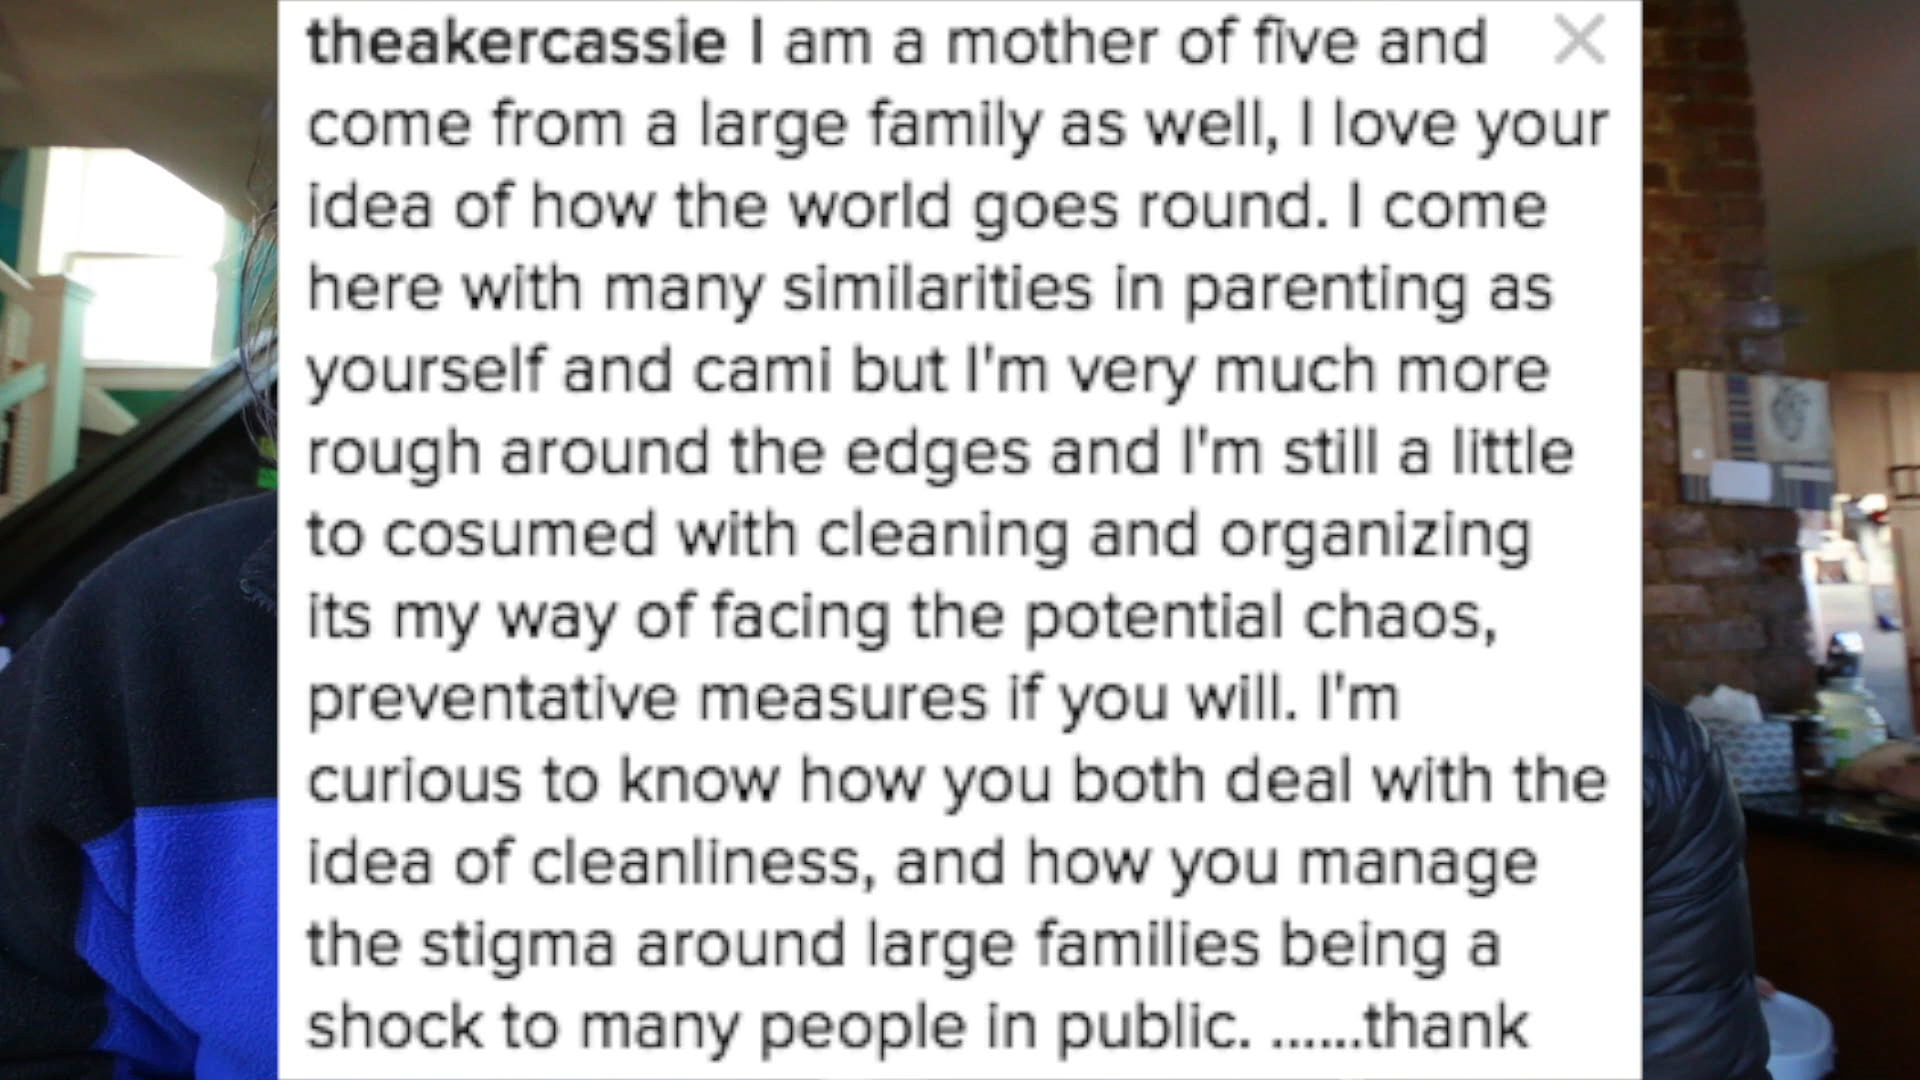 theakercassie I am a mother of five and
come from a large family as well, I love your
idea of how the world goes round. I come
here with many similarities in parenting as
yourself and cami but I'm very much more
rough around the edges and I'm still a little
to cosumed with cleaning and organizing
its my way of facing the potential chaos,
preventative measures if you will. I'm
curious to know how you both deal with the
idea of cleanliness, and how you manage
the stigma around large families being a
shock to many people in public. ......thank